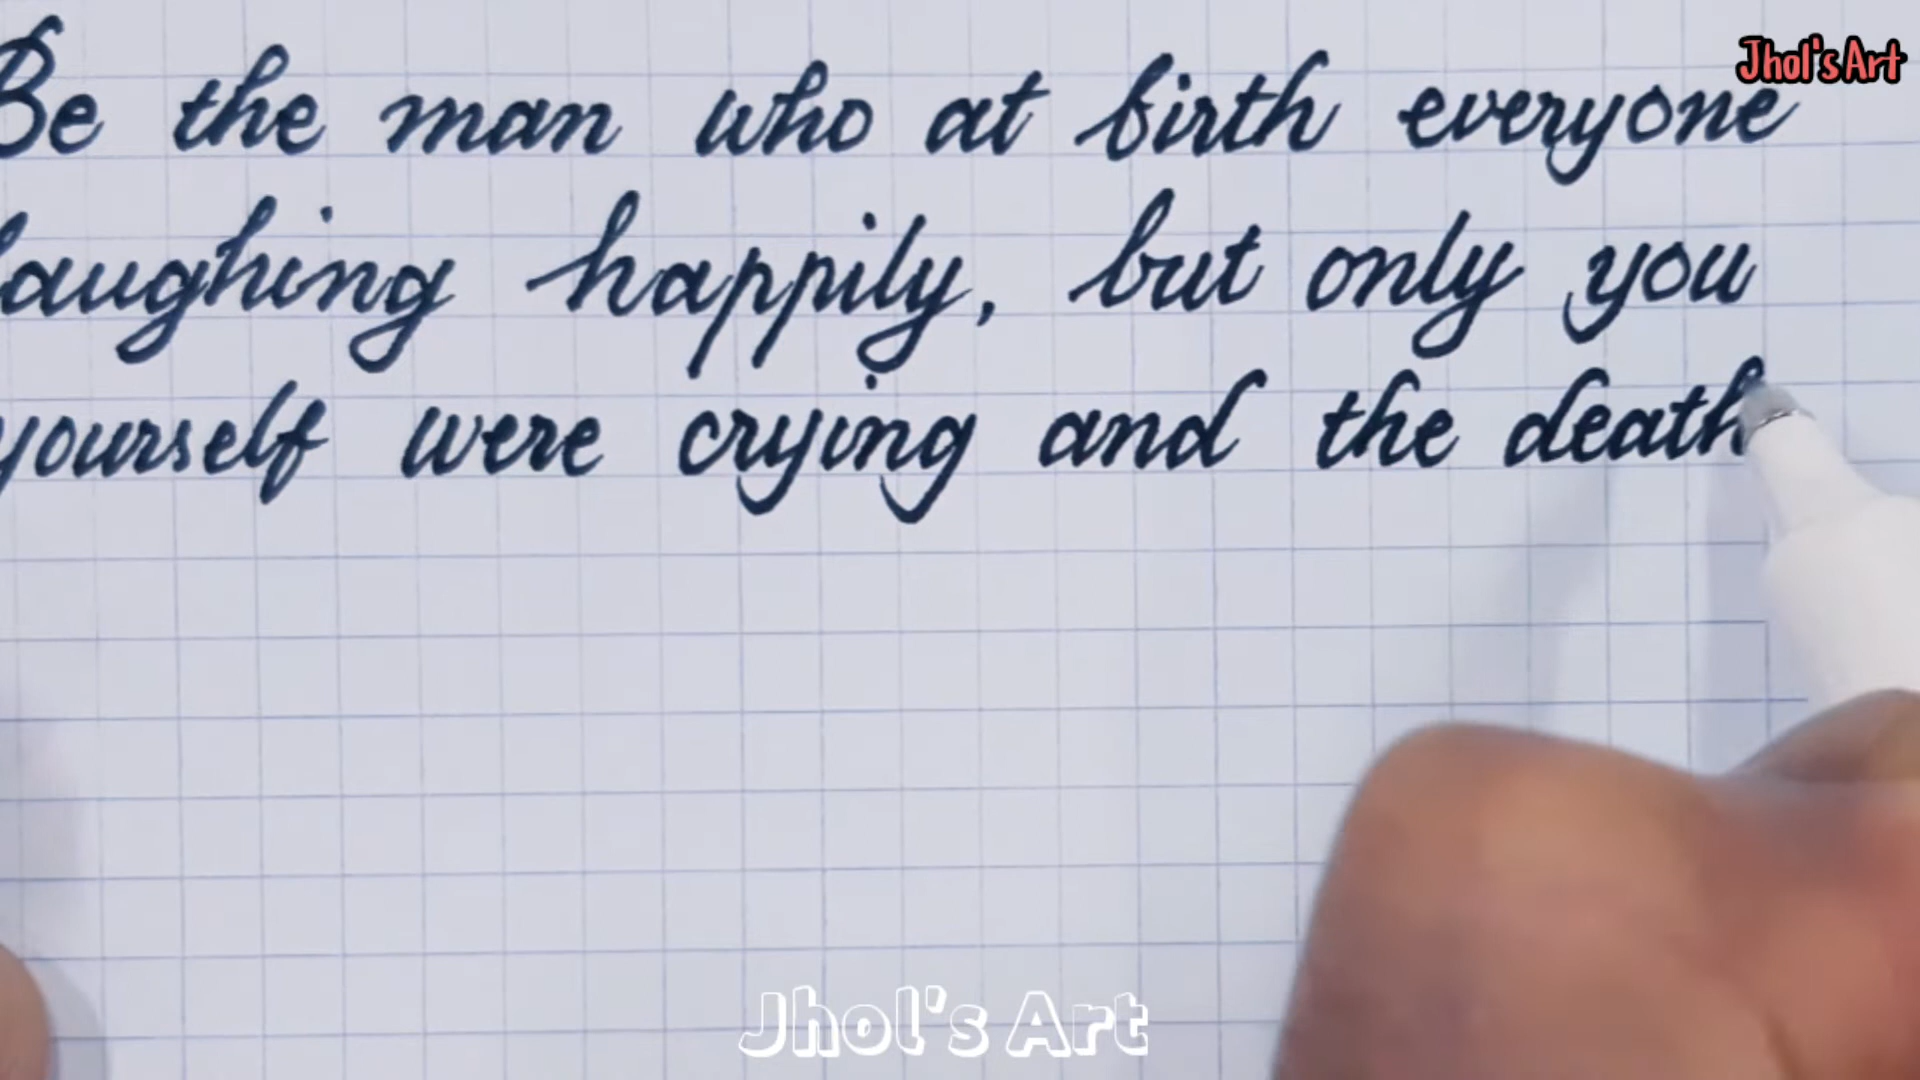 Jhol's Art
Be the man who at birth everyone
laughing happily, but only you
yourself were crying and the death
Jhol's Art